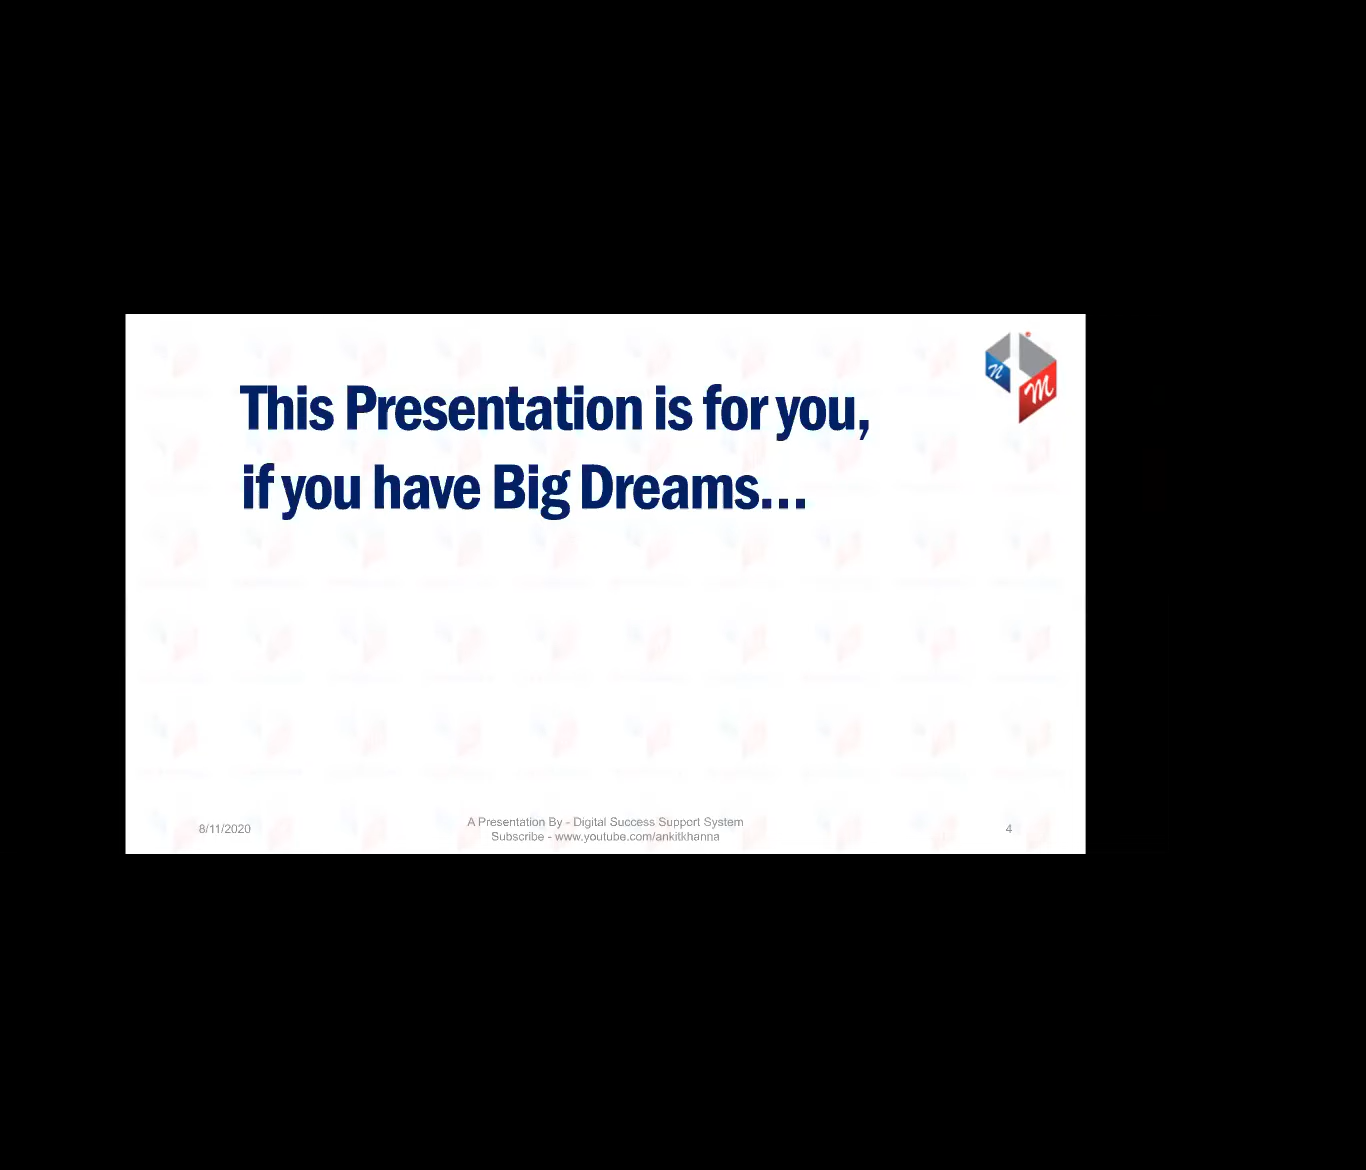 This Presentation is for you,
if you have Big Dreams...
n
m
8/11/2020
A Presentation By - Digital Success Support System
Subscribe - www.youtube.com/ankitkhanna
4